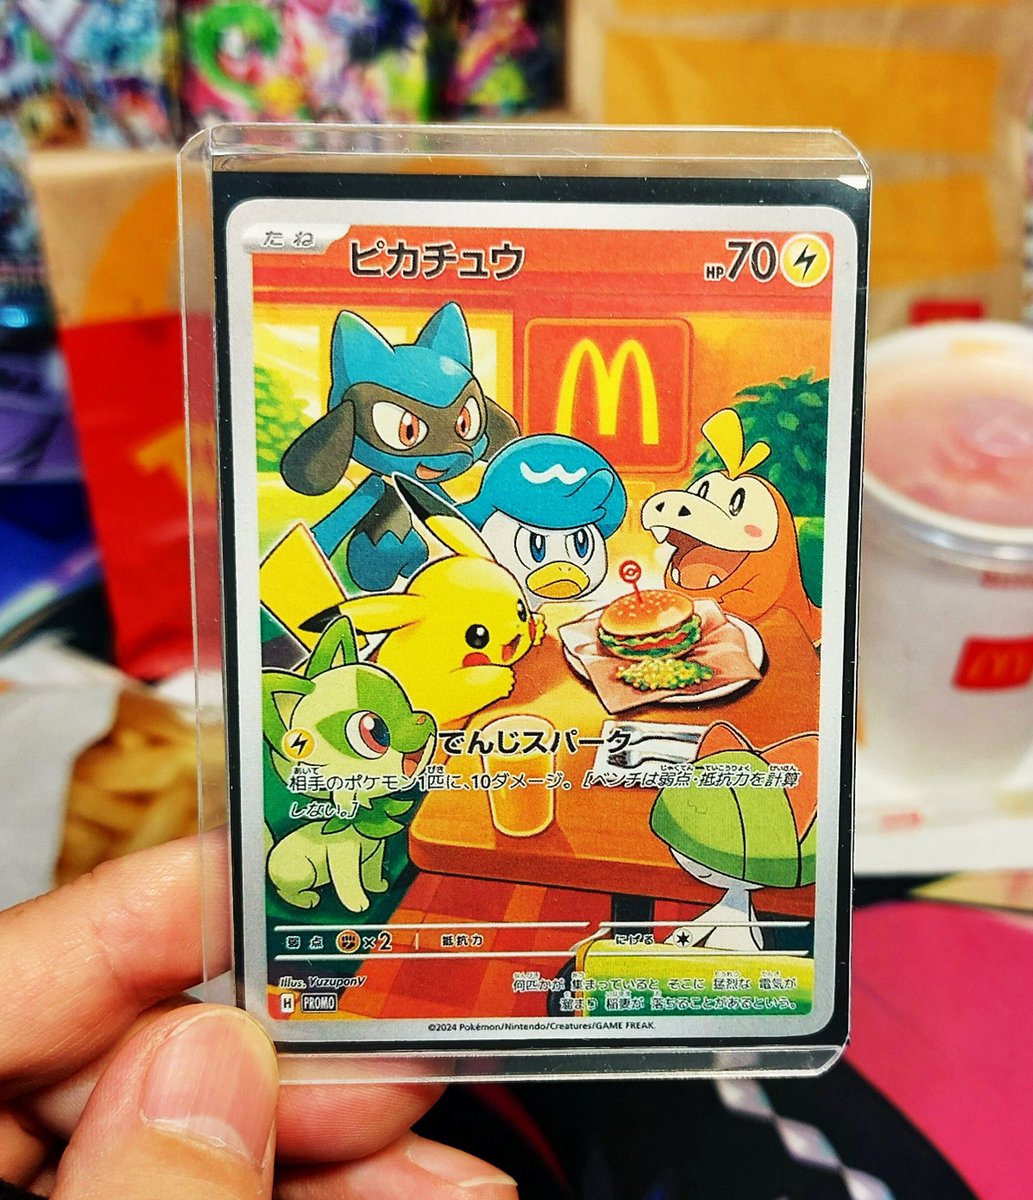 たね
ピカチュウ
HP70
M
でんじスパーク
相手のポケモン1匹に、10ダメージ。[ベンチは弱点・抵抗力を計算
しない。]
弱点 ×2 抵抗力 にげる
Illus. YuzuponV
H PROMO
何匹かが 集まっていると そこに 猛烈な 電気が
溜まり 稲妻が 落ちることがあるという。
©2024 Pokémon/Nintendo/Creatures/GAME FREAK.